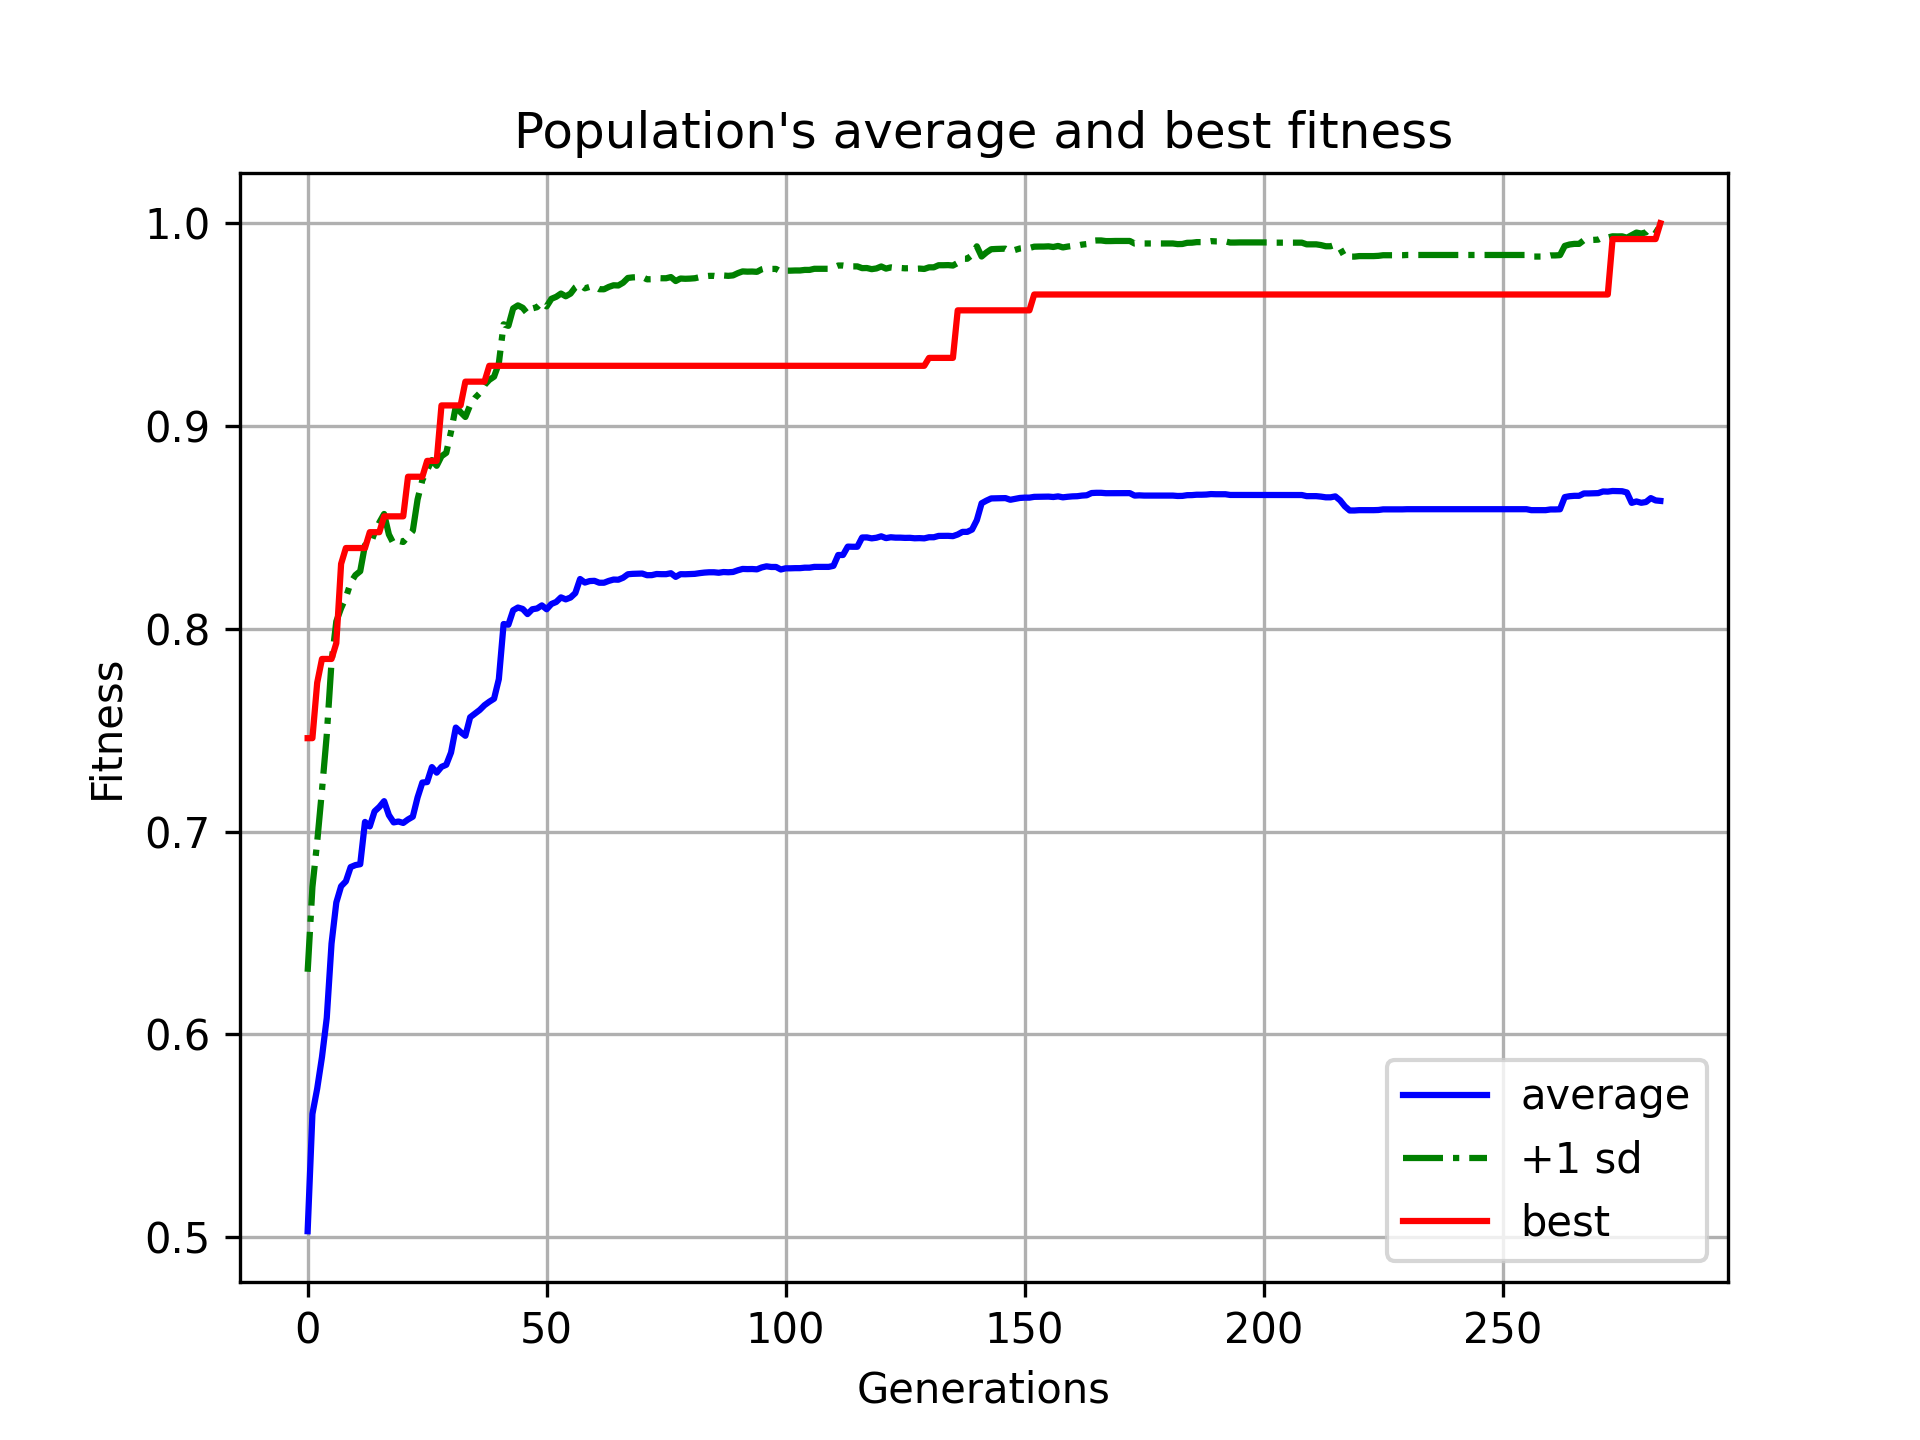 Population's average and best fitness
1.0
0.9
0.8
0.7
0.6
0.5
Fitness
0 50 100 150 200 250
Generations
average
+1 sd
best